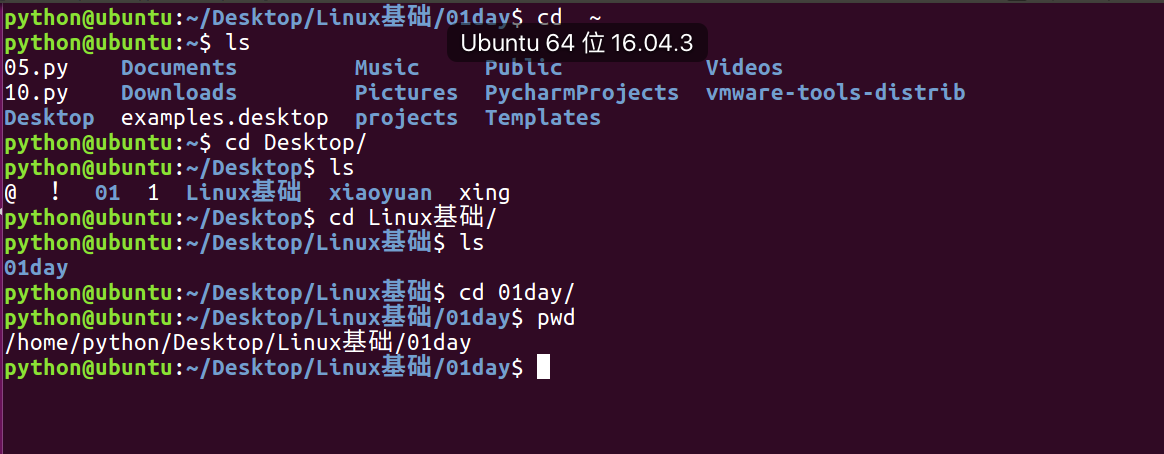 python@ubuntu:~/Desktop/Linux基础/01day$ cd  ~
Ubuntu 64 位 16.04.3
python@ubuntu:~$ ls
05.py    Documents         Music     Public           Videos
10.py    Downloads         Pictures  PycharmProjects  vmware-tools-distrib
Desktop  examples.desktop  projects  Templates
python@ubuntu:~$ cd Desktop/
python@ubuntu:~/Desktop$ ls
@  !  01  1  Linux基础  xiaoyuan  xing
python@ubuntu:~/Desktop$ cd Linux基础/
python@ubuntu:~/Desktop/Linux基础$ ls
01day
python@ubuntu:~/Desktop/Linux基础$ cd 01day/
python@ubuntu:~/Desktop/Linux基础/01day$ pwd
/home/python/Desktop/Linux基础/01day
python@ubuntu:~/Desktop/Linux基础/01day$